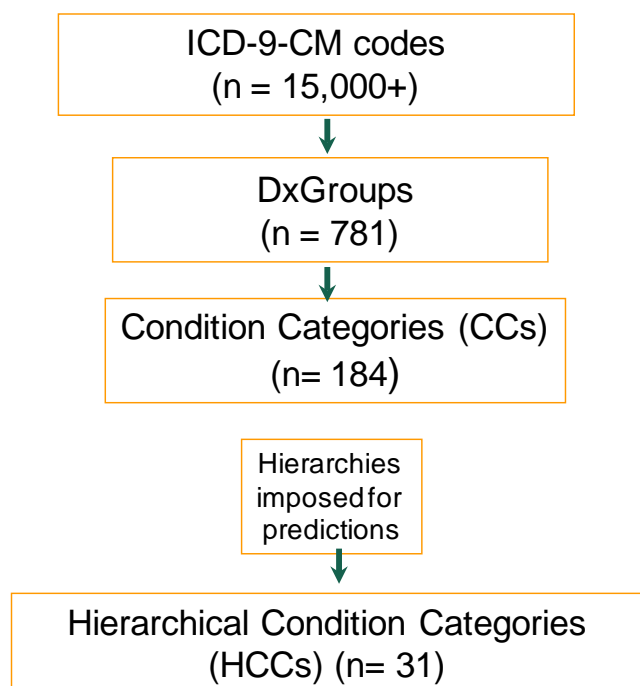 ICD-9-CM codes
(n = 15,000+)
DxGroups
(n = 781)
Condition Categories (CCs)
(n= 184)
Hierarchies
imposed for
predictions
Hierarchical Condition Categories
(HCCs) (n= 31)